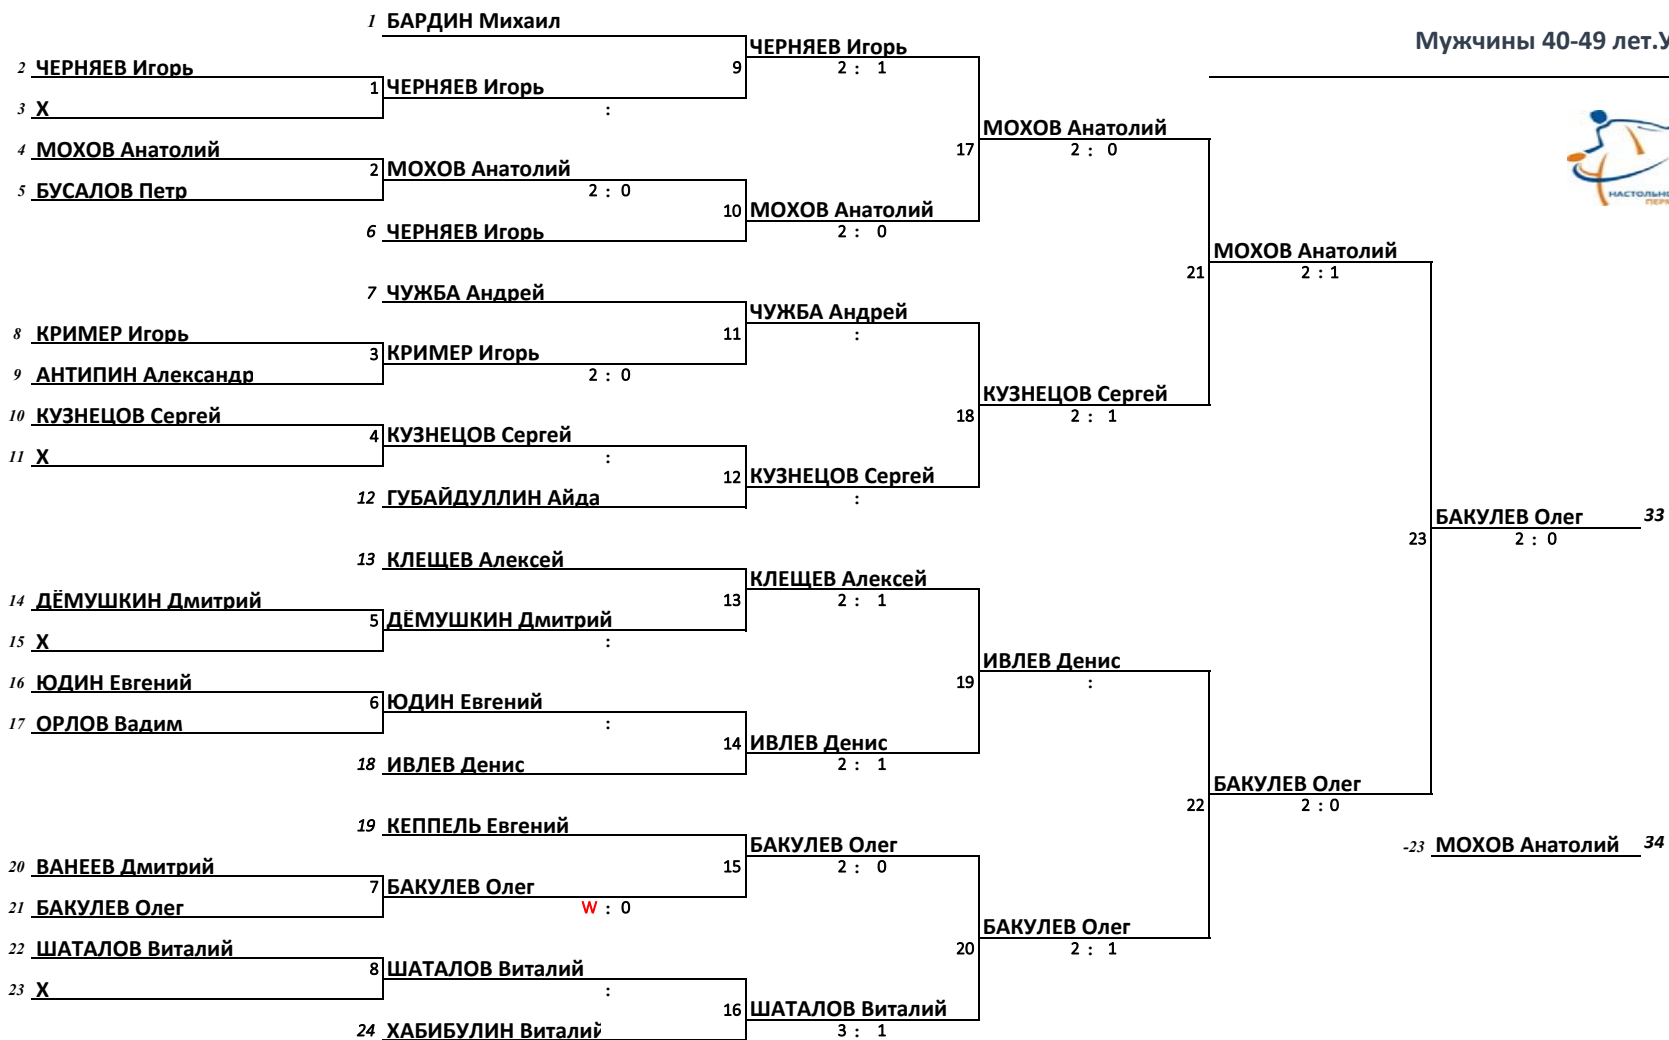 1 БАРДИН Михаил
ЧЕРНЯЕВ Игорь
Мужчины 40-49 лет.У
2 ЧЕРНЯЕВ Игорь
9 2 : 1
1 ЧЕРНЯЕВ Игорь
3 X
:
МОХОВ Анатолий
4 МОХОВ Анатолий
17 2 : 0
2 МОХОВ Анатолий
5 БУСАЛОВ Петр
2 : 0
НАСТОЛЬН
ПЕРМ
10 МОХОВ Анатолий
6 ЧЕРНЯЕВ Игорь
2 : 0
МОХОВ Анатолий
21 2 : 1
7 ЧУЖБА Андрей
ЧУЖБА Андрей
8 КРИМЕР Игорь
11 :
3 КРИМЕР Игорь
9 АНТИПИН Александр
2 : 0
КУЗНЕЦОВ Сергей
10 КУЗНЕЦОВ Сергей
18 2 : 1
4 КУЗНЕЦОВ Сергей
11 X
:
12 КУЗНЕЦОВ Сергей
12 ГУБАЙДУЛЛИН Айда
:
БАКУЛЕВ Олег 33
23 2 : 0
13 КЛЕЩЕВ Алексей
КЛЕЩЕВ Алексей
14 ДЁМУШКИН Дмитрий
13 2 : 1
5 ДЁМУШКИН Дмитрий
15 X
:
ИВЛЕВ Денис
16 ЮДИН Евгений
19 :
6 ЮДИН Евгений
17 ОРЛОВ Вадим
:
14 ИВЛЕВ Денис
18 ИВЛЕВ Денис
2 : 1
БАКУЛЕВ Олег
22 2 : 0
19 КЕППЕЛЬ Евгений
БАКУЛЕВ Олег
-23 МОХОВ Анатолий 34
20 ВАНЕЕВ Дмитрий
15 2 : 0
7 БАКУЛЕВ Олег
21 БАКУЛЕВ Олег
W : 0
БАКУЛЕВ Олег
22 ШАТАЛОВ Виталий
20 2 : 1
8 ШАТАЛОВ Виталий
23 X
:
16 ШАТАЛОВ Виталий
24 ХАБИБУЛИН Виталий
3 : 1